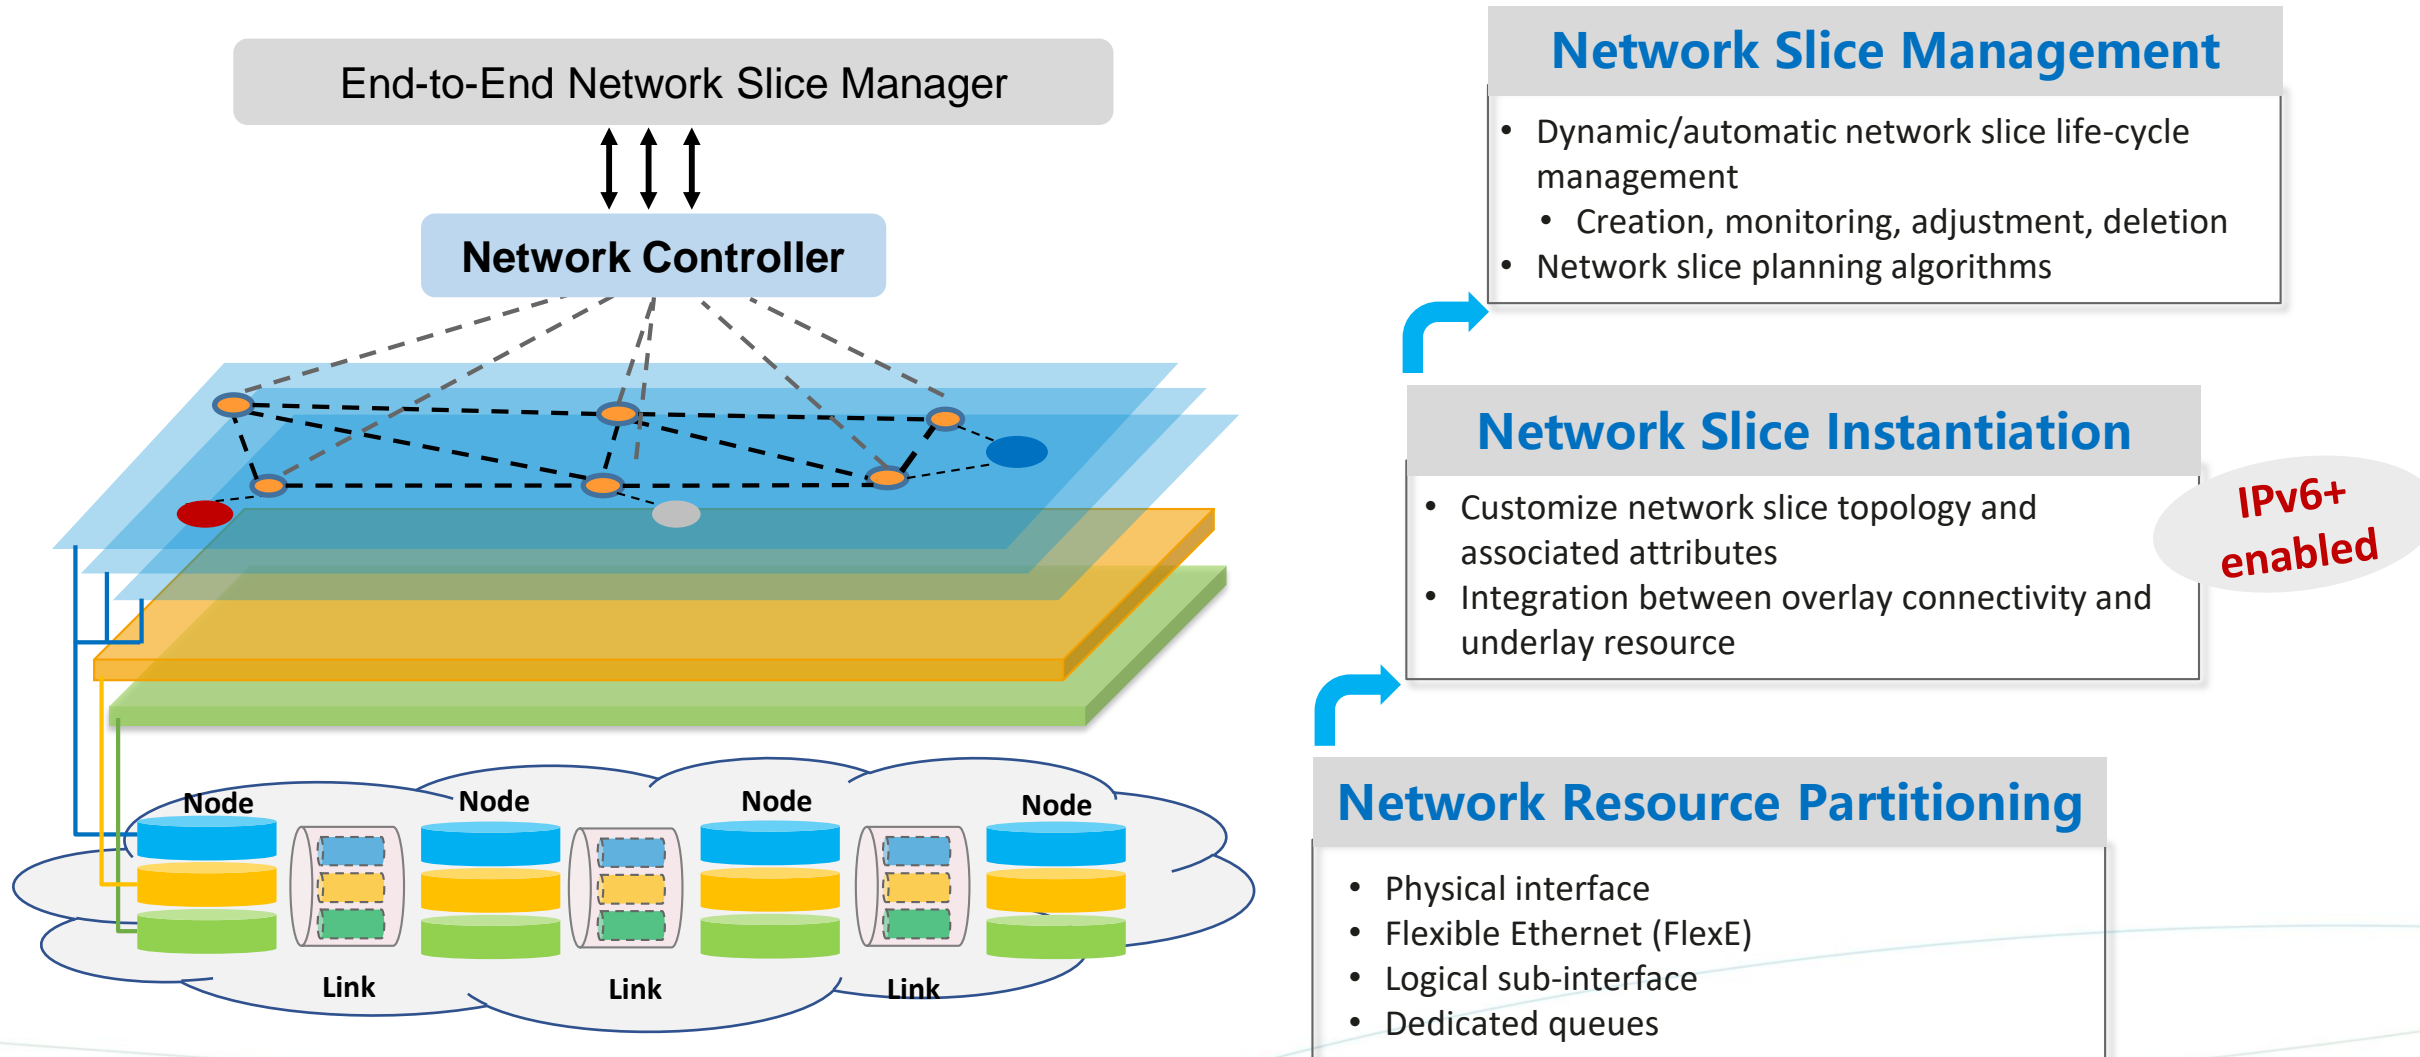 End-to-End Network Slice Manager
Network Controller
Node
Node
Node
Node
Link
Link
Link
Network Slice Management
• Dynamic/automatic network slice life-cycle
management
• Creation, monitoring, adjustment, deletion
• Network slice planning algorithms
Network Slice Instantiation
• Customize network slice topology and
associated attributes
• Integration between overlay connectivity and
underlay resource
IPv6+
enabled
Network Resource Partitioning
• Physical interface
• Flexible Ethernet (FlexE)
• Logical sub-interface
• Dedicated queues